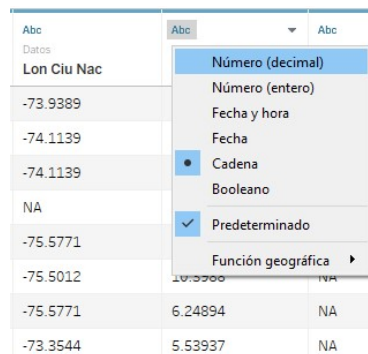 Abc Abc Abc
Datos
Lon Ciu Nac
Número (decimal)
Número (entero)
Fecha y hora
Fecha
Cadena
Booleano
Predeterminado
Función geográfica
-73.9389
-74.1139
-74.1139
NA
-75.5771
-75.5012 NA
-75.5771 6.24894 NA
-73.3544 5.53937 NA